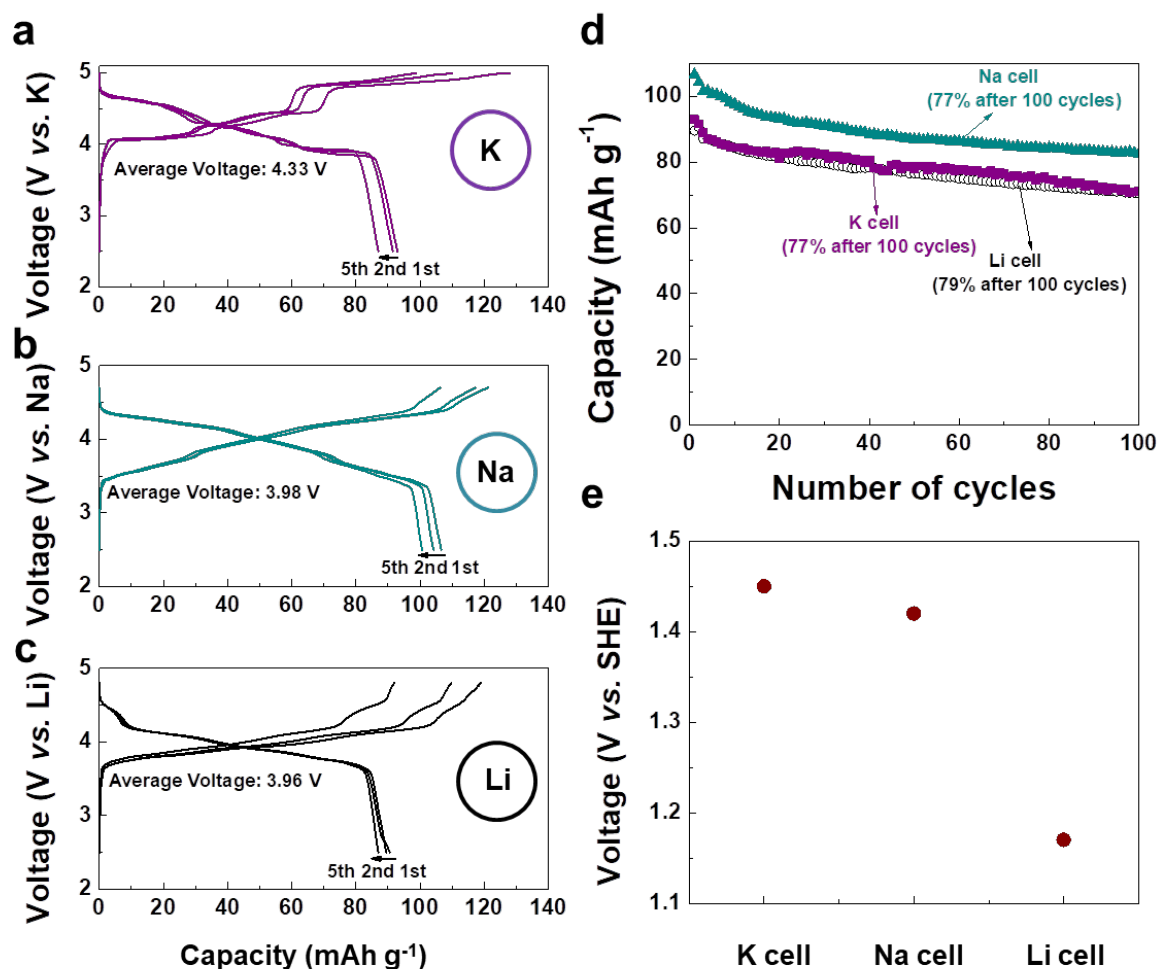 a
Voltage (V vs. K)
5
4
3
2
Average Voltage: 4.33 V
K
5th 2nd 1st
0 20 40 60 80 100 120 140
b
Voltage (V vs. Na)
5
4
3
2
Average Voltage: 3.98 V
Na
5th 2nd 1st
0 20 40 60 80 100 120 140
c
Voltage (V vs. Li)
5
4
3
2
Average Voltage: 3.96 V
Li
5th 2nd 1st
0 20 40 60 80 100 120 140
Capacity (mAh g-1)
d
Capacity (mAh g-1)
100
80
60
40
20
0
Na cell
(77% after 100 cycles)
K cell
(77% after 100 cycles)
Li cell
(79% after 100 cycles)
0 20 40 60 80 100
Number of cycles
e
Voltage (V vs. SHE)
1.5
1.4
1.3
1.2
1.1
K cell Na cell Li cell